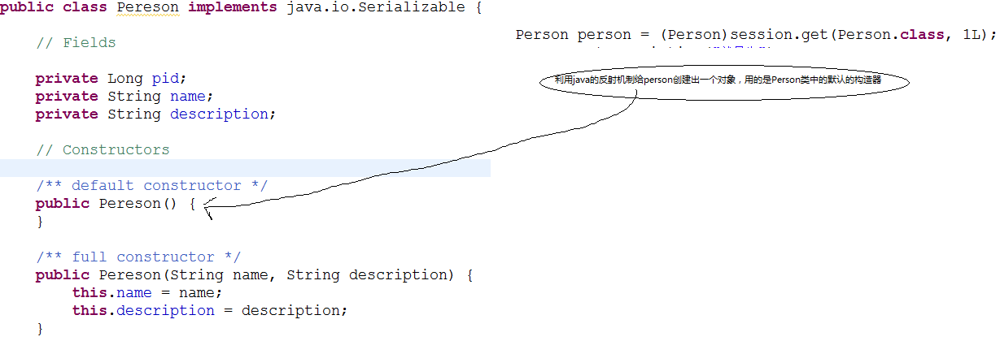 public class Pereson implements java.io.Serializable {
// Fields
private Long pid;
private String name;
private String description;
// Constructors
/** default constructor */
public Pereson() {
}
/** full constructor */
public Pereson(String name, String description) {
this.name = name;
this.description = description;
}
Person person = (Person)session.get(Person.class, 1L);
利用java的反射机制给person创建出一个对象，用的是Person类中的默认的构造器